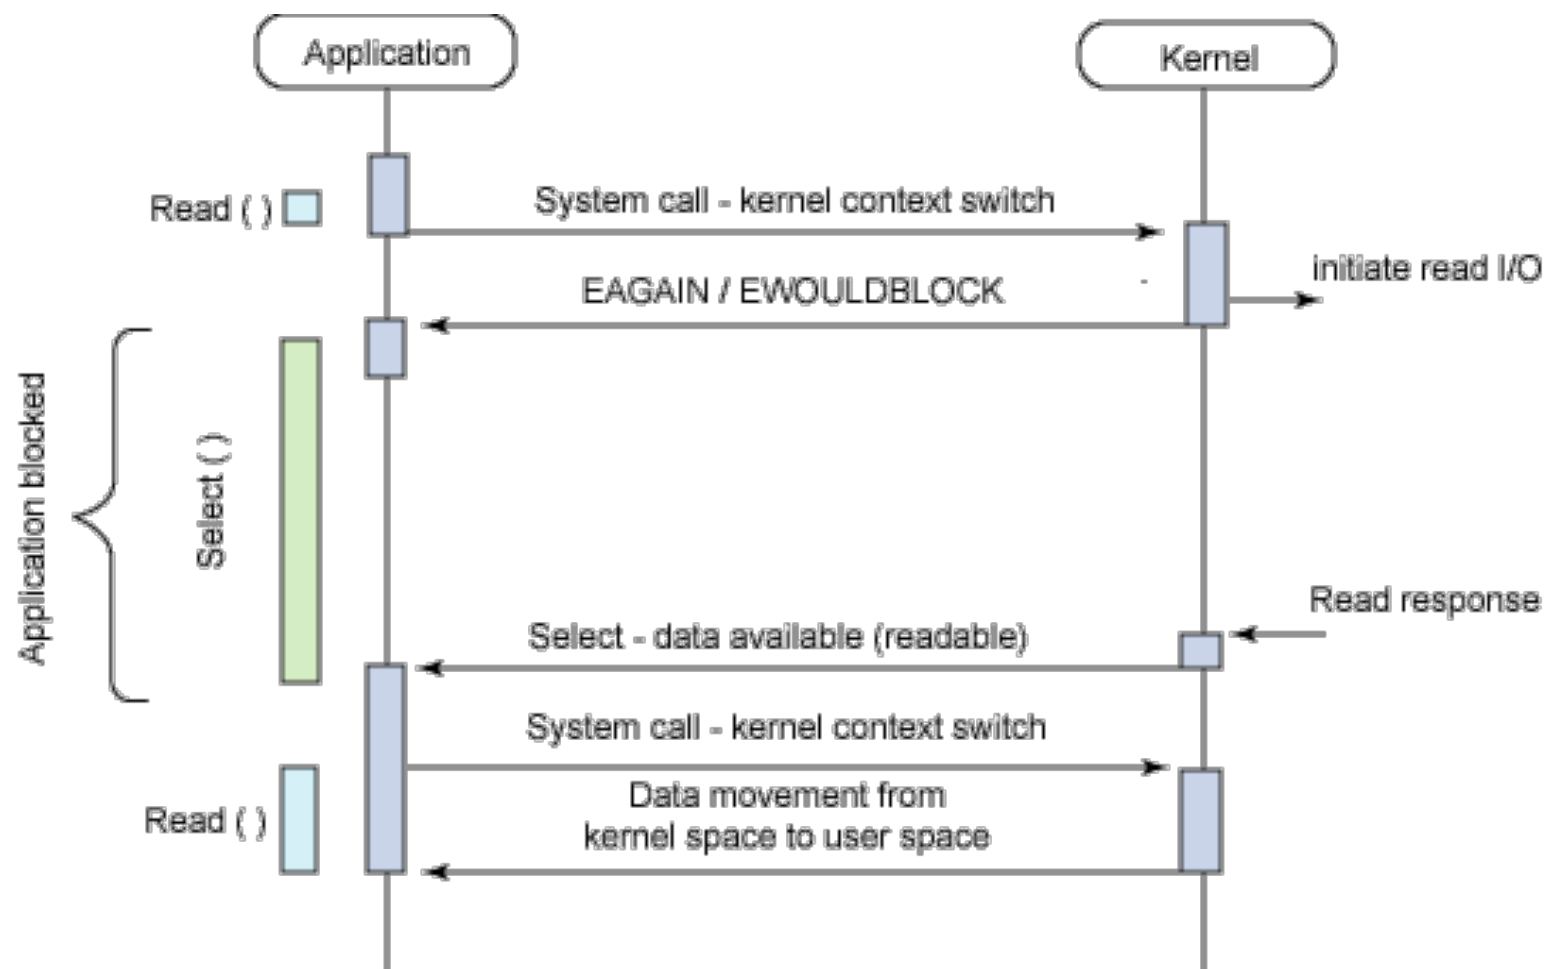 Application
Kernel
Read ( )
System call - kernel context switch
initiate read I/O
EAGAIN / EWOULDBLOCK
Application blocked
Select ( )
Read response
Select - data available (readable)
System call - kernel context switch
Read ( )
Data movement from
kernel space to user space